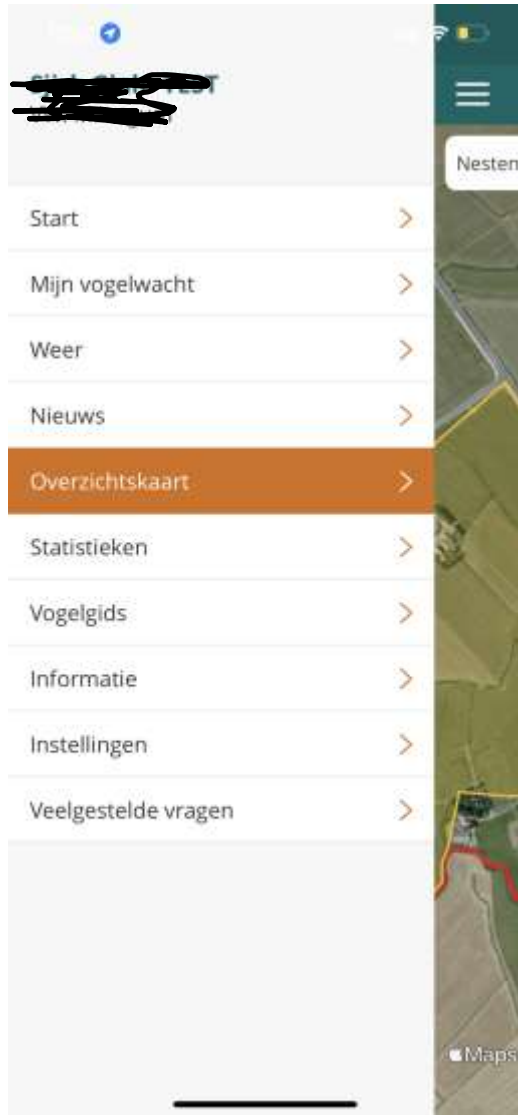 Nesten
Start
Mijn vogelwacht
Weer
Nieuws
Overzichtskaart
Statistieken
Vogelgids
Informatie
Instellingen
Veelgestelde vragen
Maps